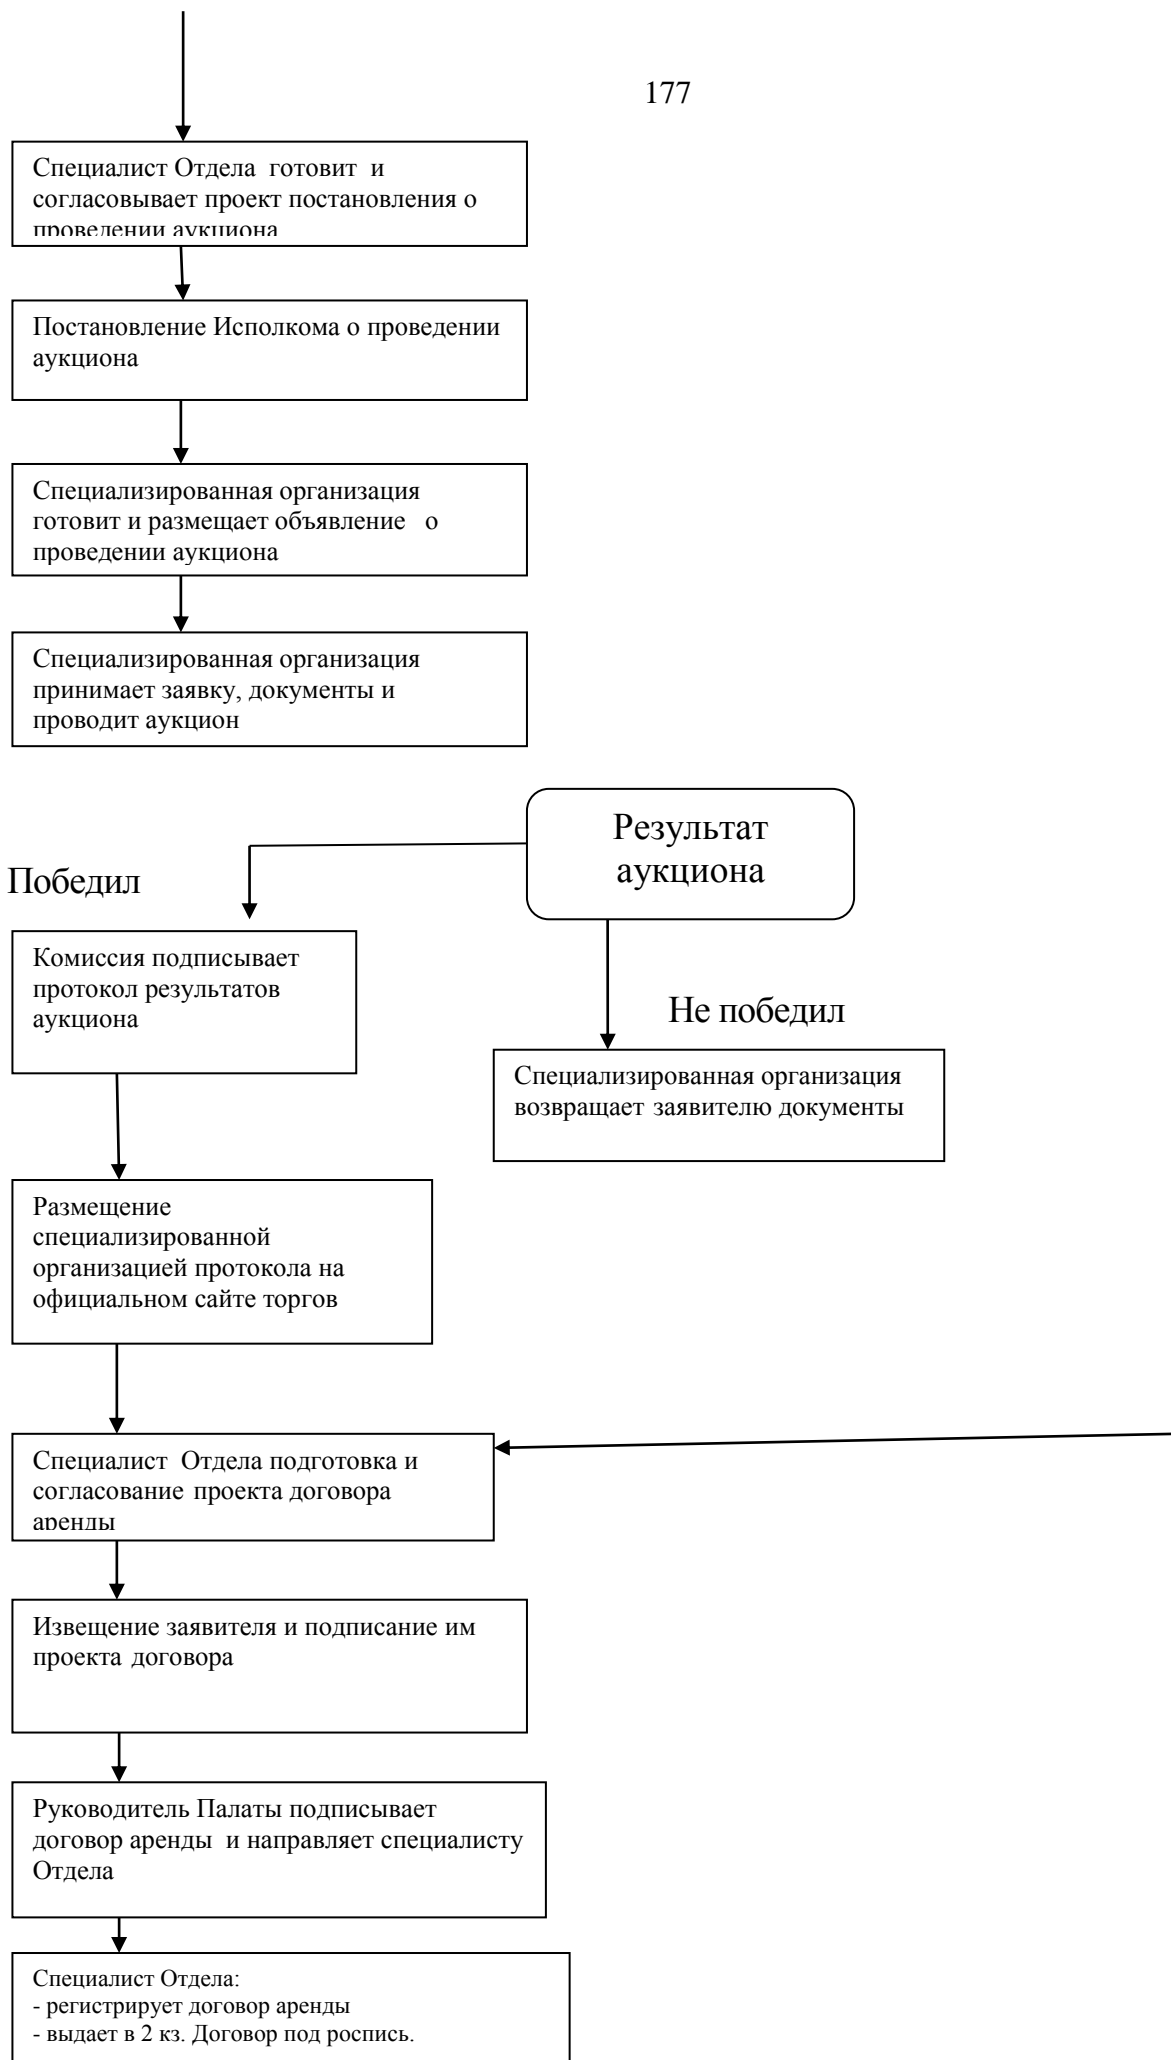 177
Специалист Отдела готовит и
согласовывает проект постановления о
проведении аукциона
Постановление Исполкома о проведении
аукциона
Специализированная организация
готовит и размещает объявление о
проведении аукциона
Специализированная организация
принимает заявку, документы и
проводит аукцион
Результат
аукциона
Победил
Комиссия подписывает
протокол результатов
аукциона
Не победил
Специализированная организация
возвращает заявителю документы
Размещение
специализированной
организацией протокола на
официальном сайте торгов
Специалист Отдела подготовка и
согласование проекта договора
аренды
Извещение заявителя и подписание им
проекта договора
Руководитель Палаты подписывает
договор аренды и направляет специалисту
Отдела
Специалист Отдела:
- регистрирует договор аренды
- выдает в 2 кз. Договор под роспись.